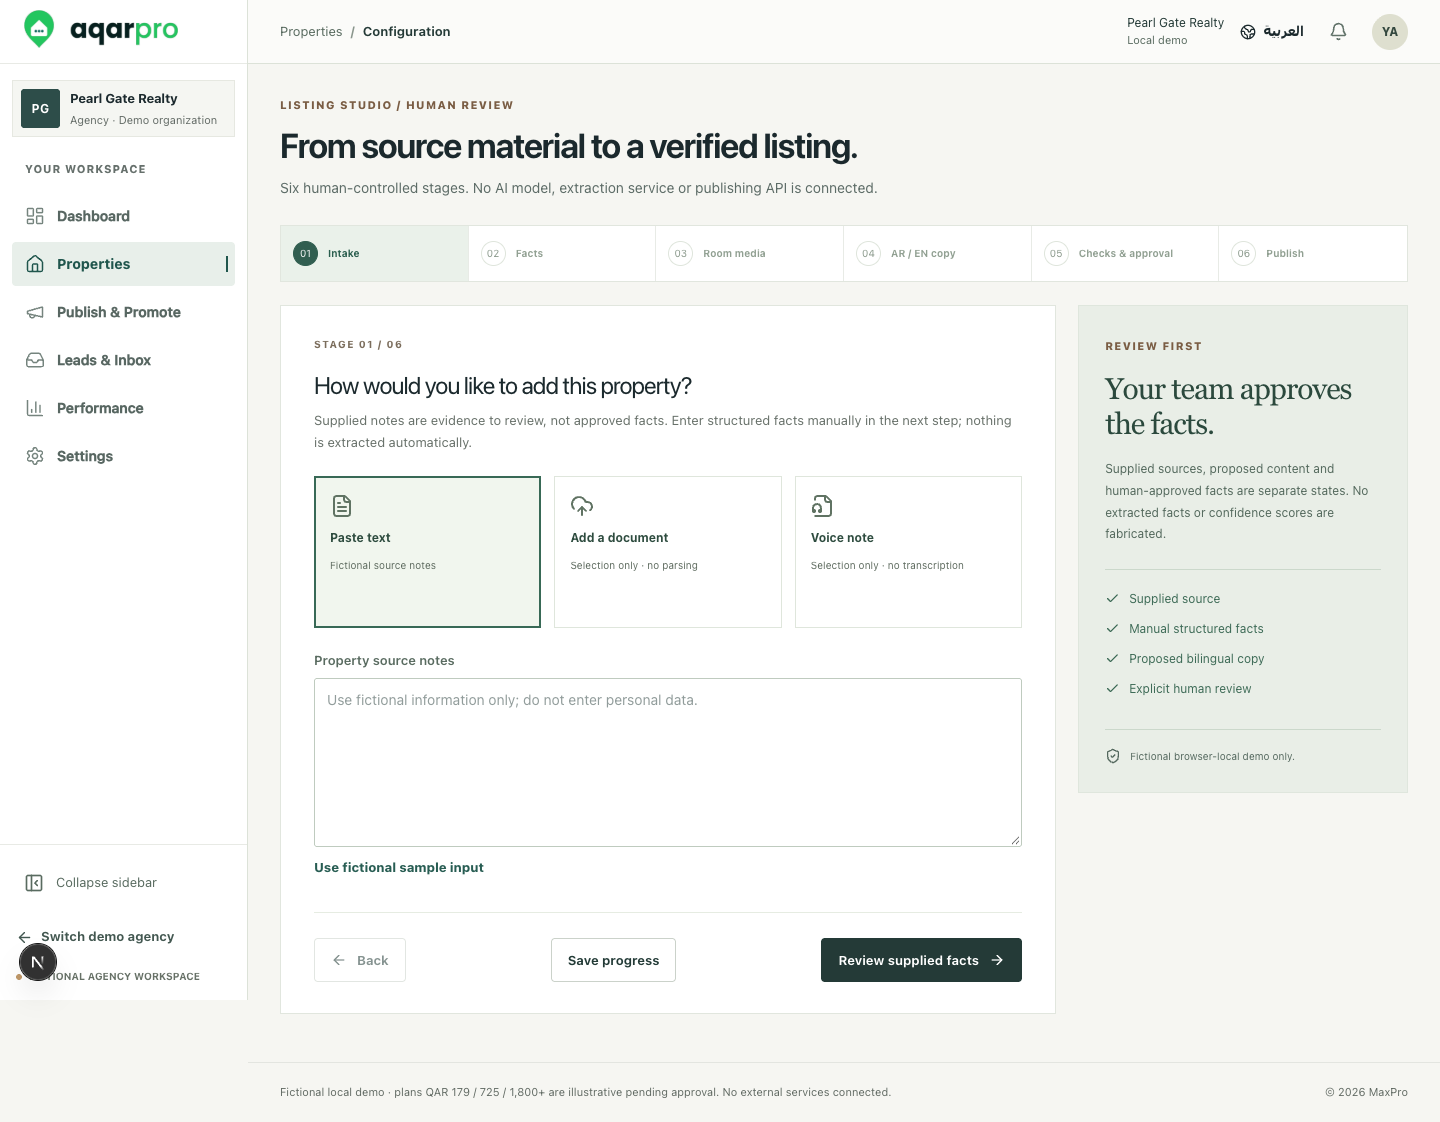 aqarpro
Properties / Configuration
Pearl Gate Realty
Local demo
العربية
YA
PG
Pearl Gate Realty
Agency · Demo organization
YOUR WORKSPACE
Dashboard
Properties
Publish & Promote
Leads & Inbox
Performance
Settings
Collapse sidebar
Switch demo agency
N
IONAL AGENCY WORKSPACE
LISTING STUDIO / HUMAN REVIEW
From source material to a verified listing.
Six human-controlled stages. No AI model, extraction service or publishing API is connected.
01 Intake
02 Facts
03 Room media
04 AR / EN copy
05 Checks & approval
06 Publish
STAGE 01 / 06
How would you like to add this property?
Supplied notes are evidence to review, not approved facts. Enter structured facts manually in the next step; nothing
is extracted automatically.
Paste text
Fictional source notes
Add a document
Selection only · no parsing
Voice note
Selection only · no transcription
Property source notes
Use fictional information only; do not enter personal data.
Use fictional sample input
Back
Save progress
Review supplied facts
REVIEW FIRST
Your team approves
the facts.
Supplied sources, proposed content and
human-approved facts are separate states. No
extracted facts or confidence scores are
fabricated.
Supplied source
Manual structured facts
Proposed bilingual copy
Explicit human review
Fictional browser-local demo only.
Fictional local demo · plans QAR 179 / 725 / 1,800+ are illustrative pending approval. No external services connected.
© 2026 MaxPro